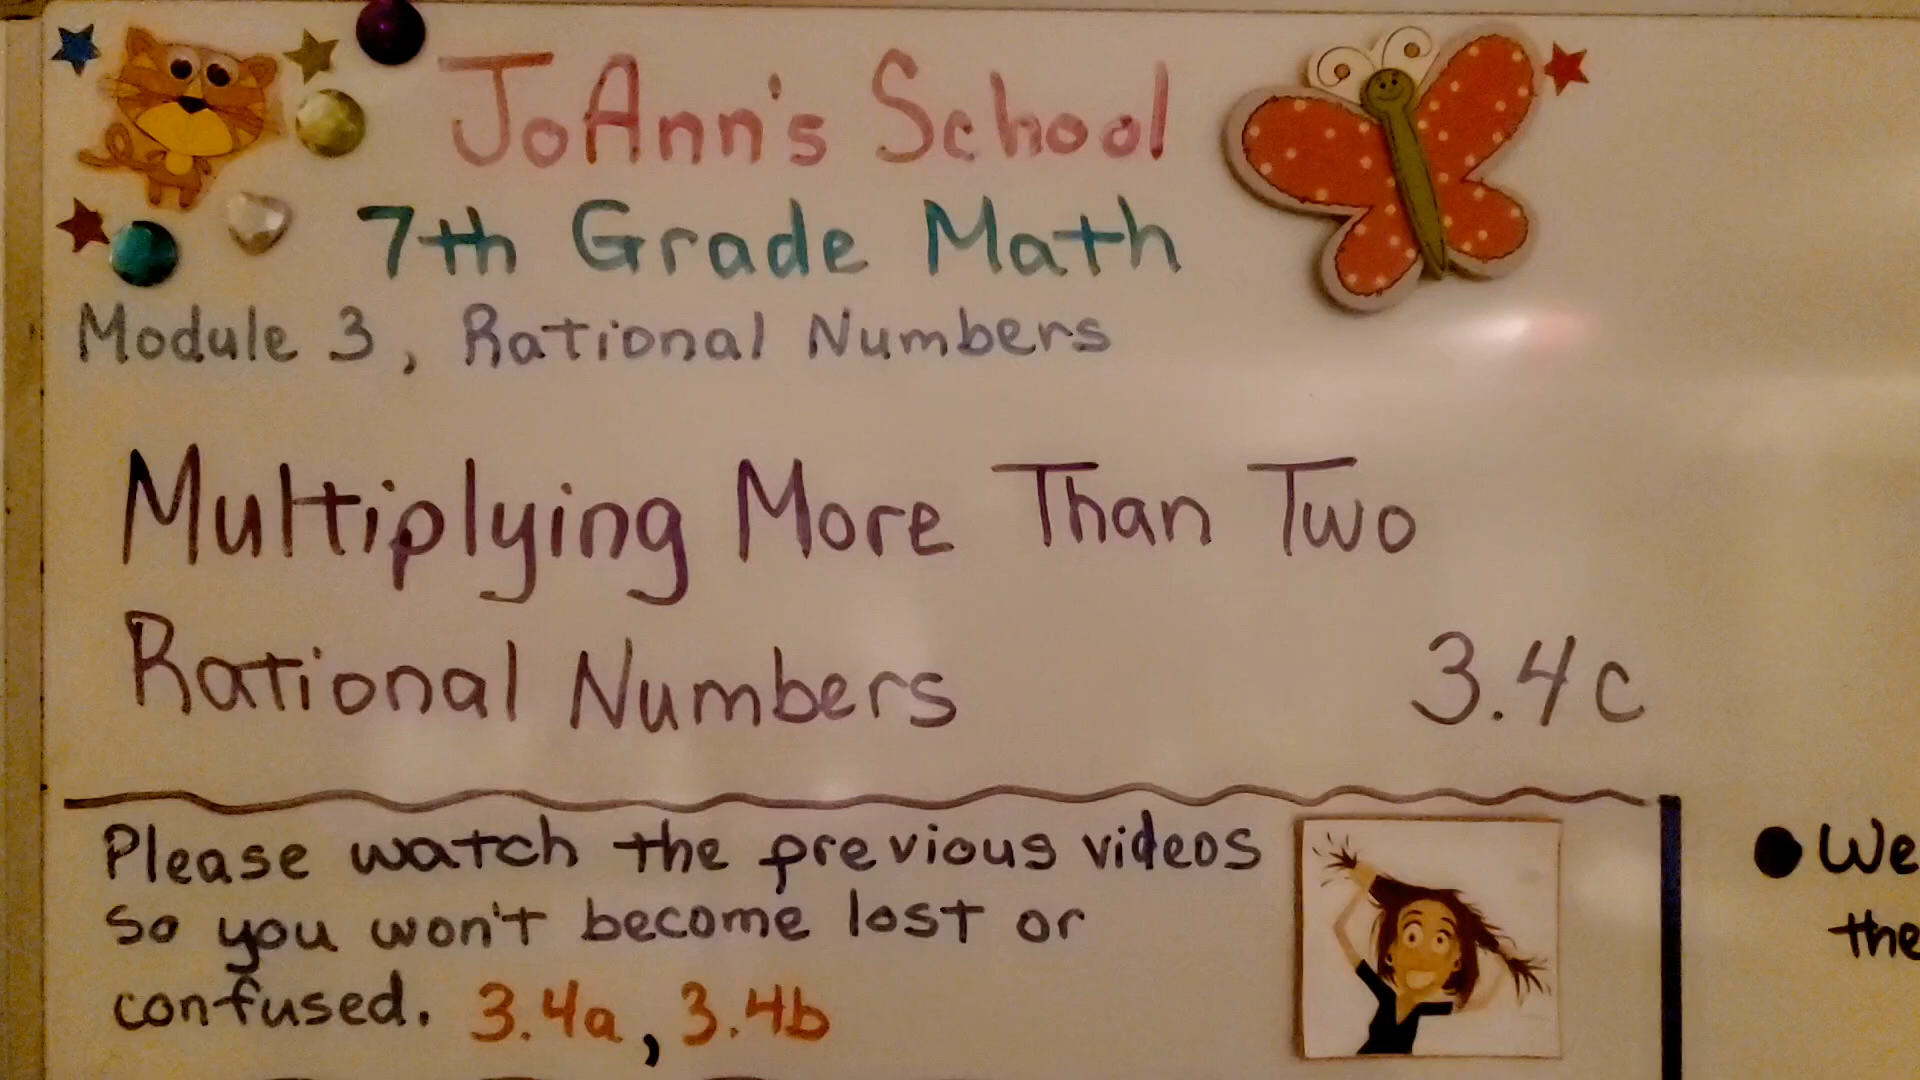 JoAnn's School
7th Grade Math
Module 3, Rational Numbers
Multiplying More Than Two
Rational Numbers 3.4c
Please watch the previous videos
so you won't become lost or
confused. 3.4a, 3.4b
We
the